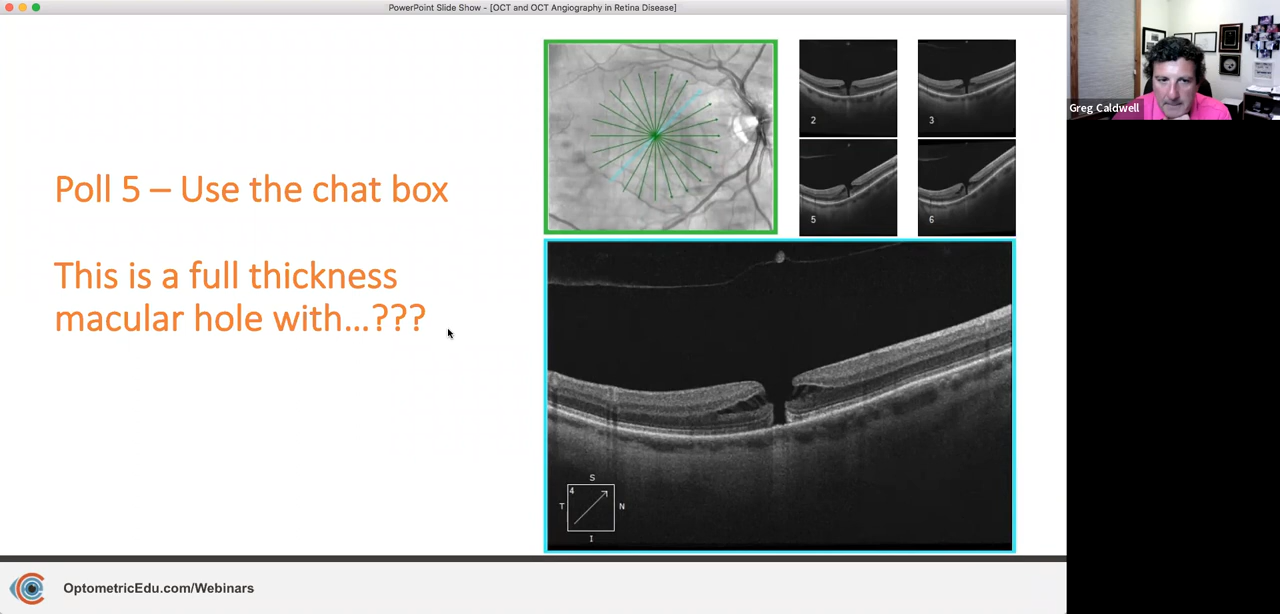 PowerPoint Slide Show - [OCT and OCT Angiography in Retina Disease]
Poll 5 – Use the chat box
This is a full thickness
macular hole with...???
2
3
5
6
4
S
T
N
I
Greg Caldwell
OptometricEdu.com/Webinars